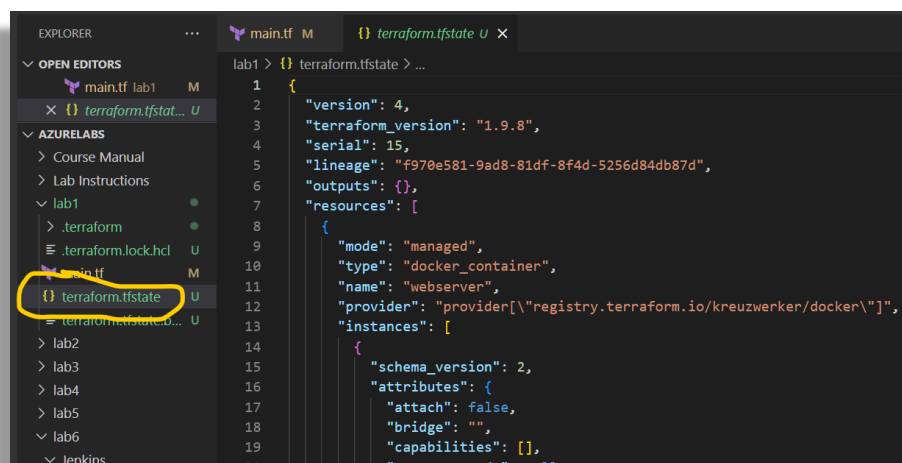 EXPLORER ...
main.tf M
{} terraform.tfstate U ×
OPEN EDITORS
main.tf lab1 M
× {} terraform.tfstat... U
AZURELABS
> Course Manual
> Lab Instructions
lab1
> .terraform
.terraform.lock.hcl U
main.tf M
{} terraform.tfstate U
terraform.tfstate.b... U
> lab2
> lab3
> lab4
> lab5
lab6
Jenkins
lab1 > {} terraform.tfstate > ...
1 {
2 "version": 4,
3 "terraform_version": "1.9.8",
4 "serial": 15,
5 "lineage": "f970e581-9ad8-81df-8f4d-5256d84db87d",
6 "outputs": {},
7 "resources": [
8 {
9 "mode": "managed",
10 "type": "docker_container",
11 "name": "webserver",
12 "provider": "provider[\"registry.terraform.io/kreuzwerker/docker\"]",
13 "instances": [
14 {
15 "schema_version": 2,
16 "attributes": {
17 "attach": false,
18 "bridge": "",
19 "capabilities": [],